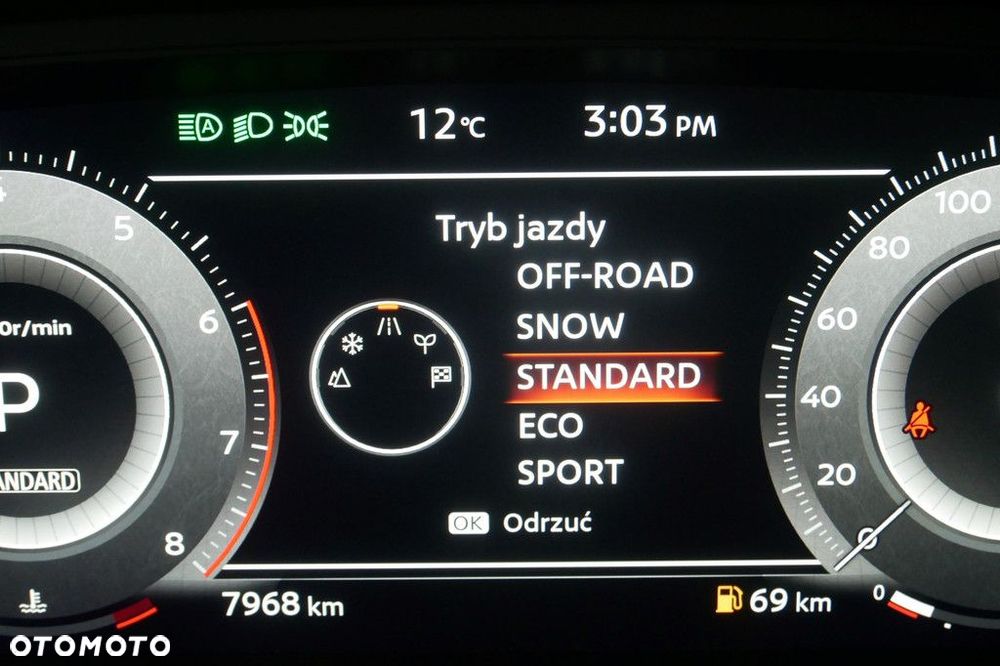 12°C 3:03 PM
Tryb jazdy
OFF-ROAD
SNOW
STANDARD
ECO
SPORT
OK Odrzuć
5
6
7
8
r/min
P
100
80
60
40
20
0
7968 km
69 km
0
OTOMOTO